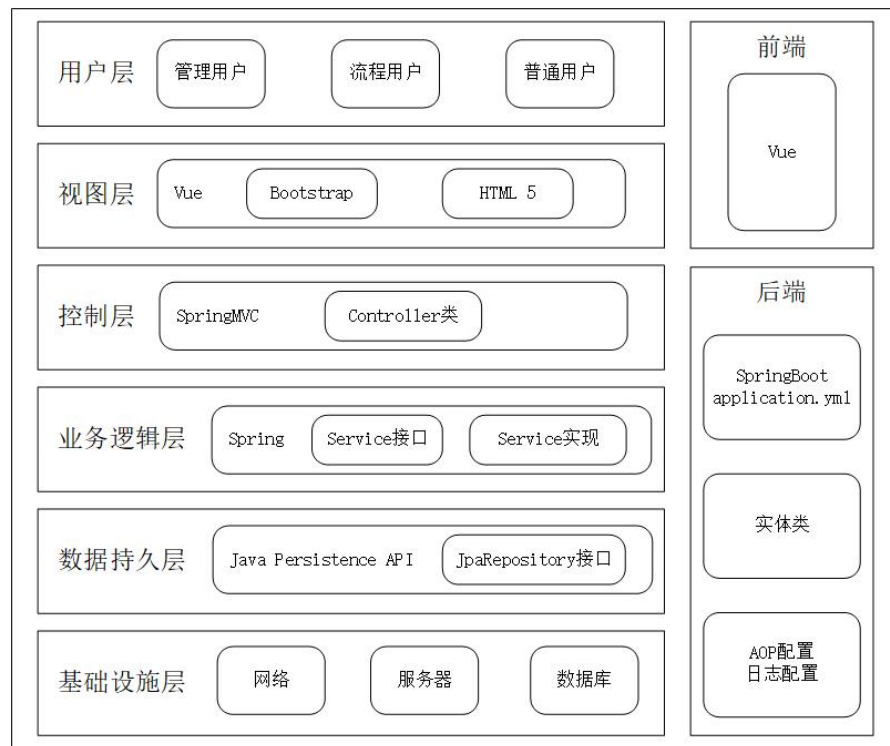 用户层
管理用户
流程用户
普通用户
视图层
Vue
Bootstrap
HTML 5
控制层
SpringMVC
Controller类
业务逻辑层
Spring
Service接口
Service实现
数据持久层
Java Persistence API
JpaRepository接口
基础设施层
网络
服务器
数据库
前端
Vue
后端
SpringBoot
application.yml
实体类
AOP配置
日志配置